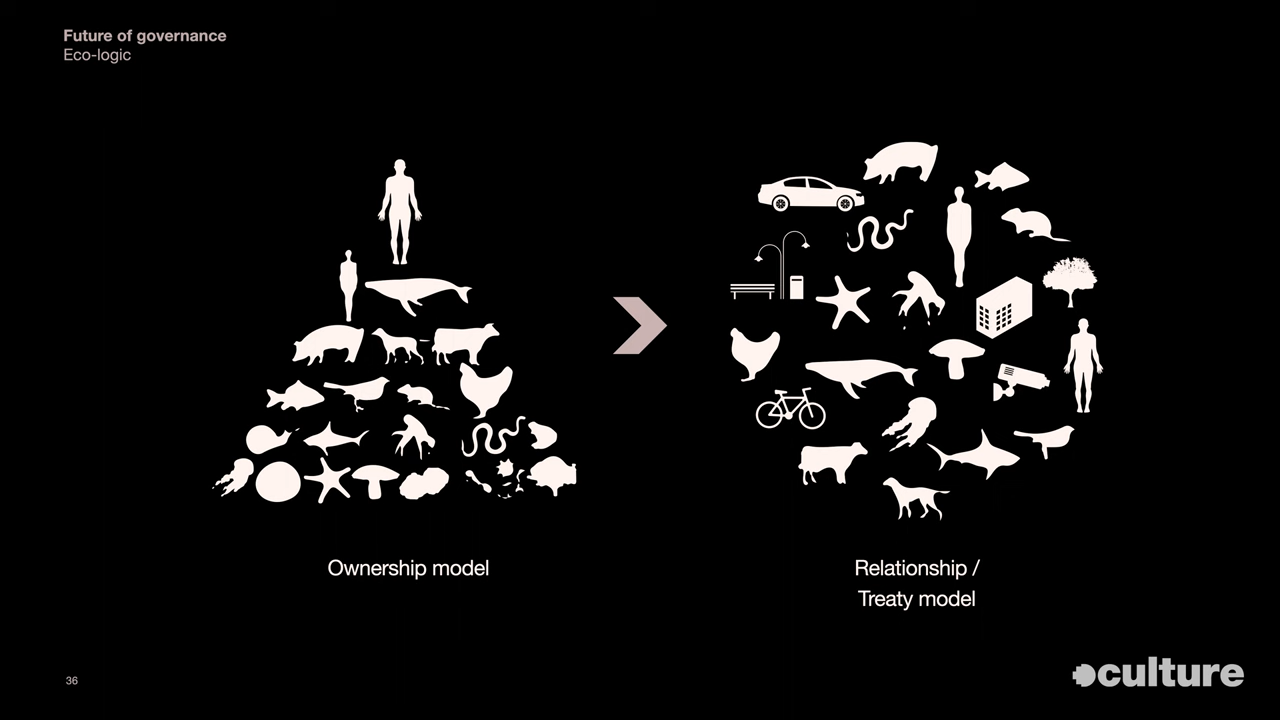 Future of governance
Eco-logic
Ownership model
Relationship /
Treaty model
36
culture